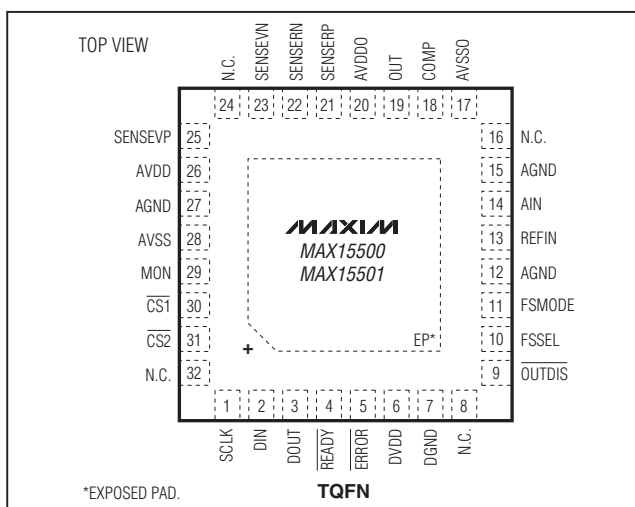 TOP VIEW
N.C.
SENSEVN
SENSERN
SENSERP
AVDDO
OUT
COMP
AVSSO
24 23 22 21 20 19 18 17
SENSEVP 25
AVDD 26
AGND 27
AVSS 28
MON 29
CS1 30
CS2 31
N.C. 32
16 N.C.
15 AGND
14 AIN
13 REFIN
12 AGND
11 FSMODE
10 FSSEL
9 OUTDIS
MAXIM
MAX15500
MAX15501
EP*
+
1 2 3 4 5 6 7 8
SCLK
DIN
DOUT
READY
ERROR
DVDD
DGND
N.C.
*EXPOSED PAD.
TQFN